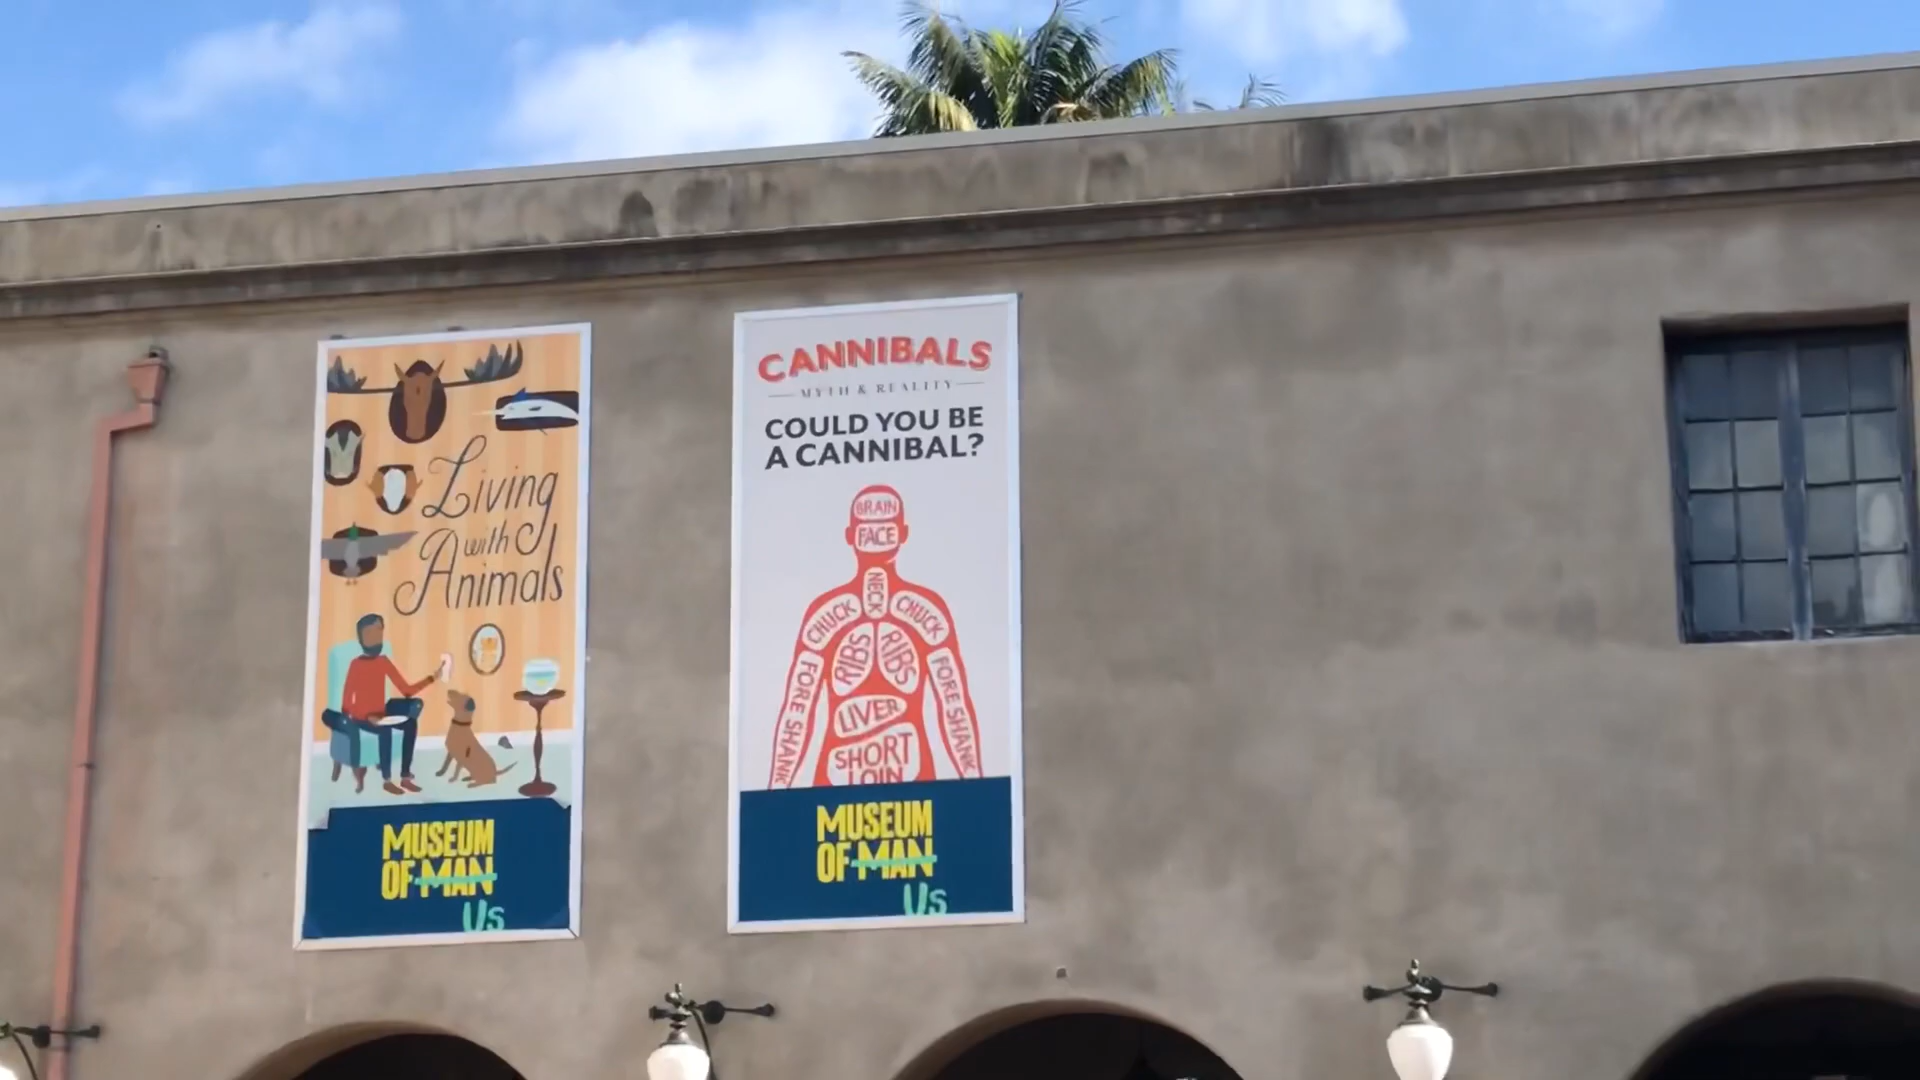 Living
with
Animals
MUSEUM
OF MAN
Us
CANNIBALS
MYTH & REALITY
COULD YOU BE
A CANNIBAL?
BRAIN
FACE
NECK
CHUCK
CHUCK
RIBS
RIBS
FORE SHANK
FORE SHANK
LIVER
SHORT
LOIN
MUSEUM
OF MAN
Us